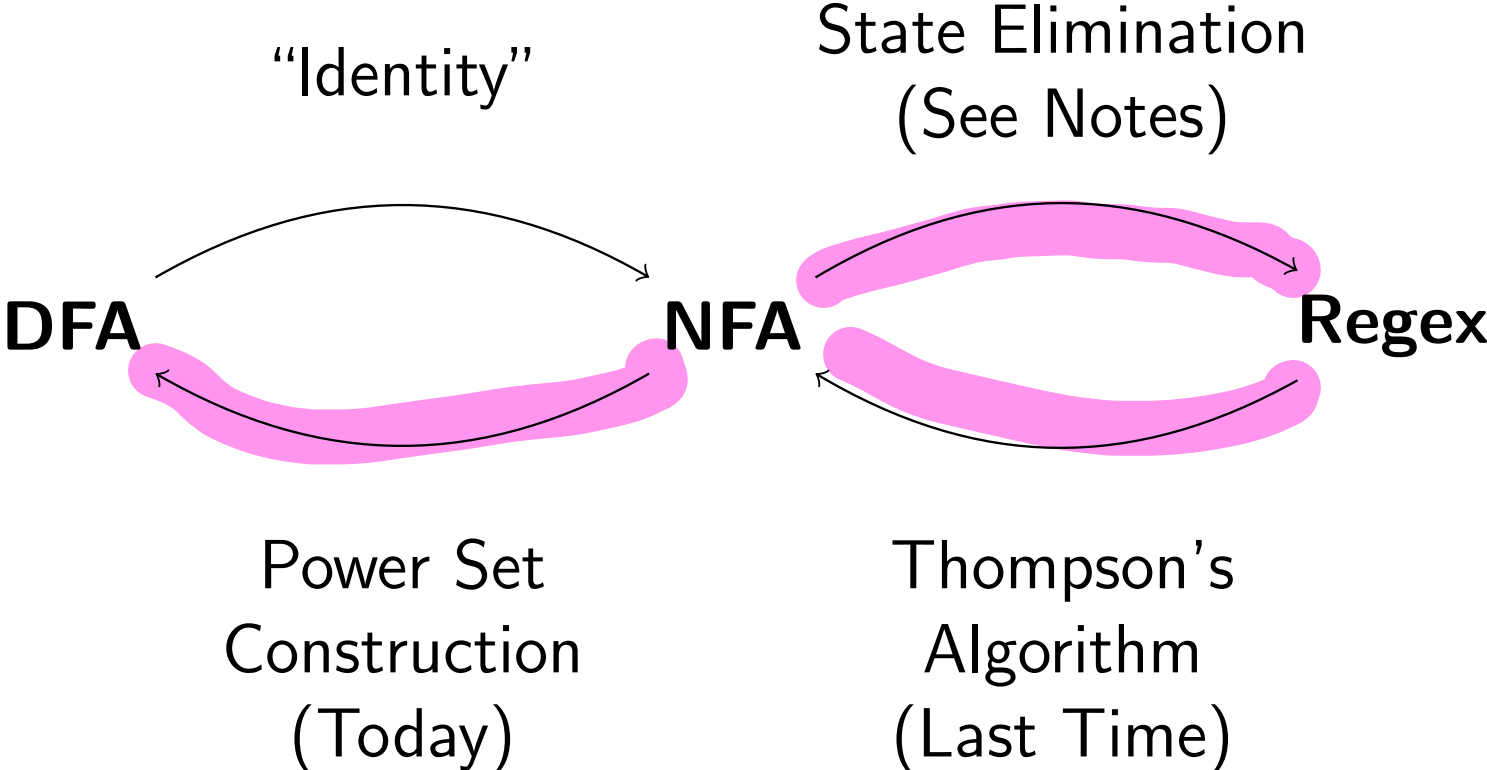 “Identity”
State Elimination
(See Notes)
DFA
NFA
Regex
Power Set
Construction
(Today)
Thompson’s
Algorithm
(Last Time)